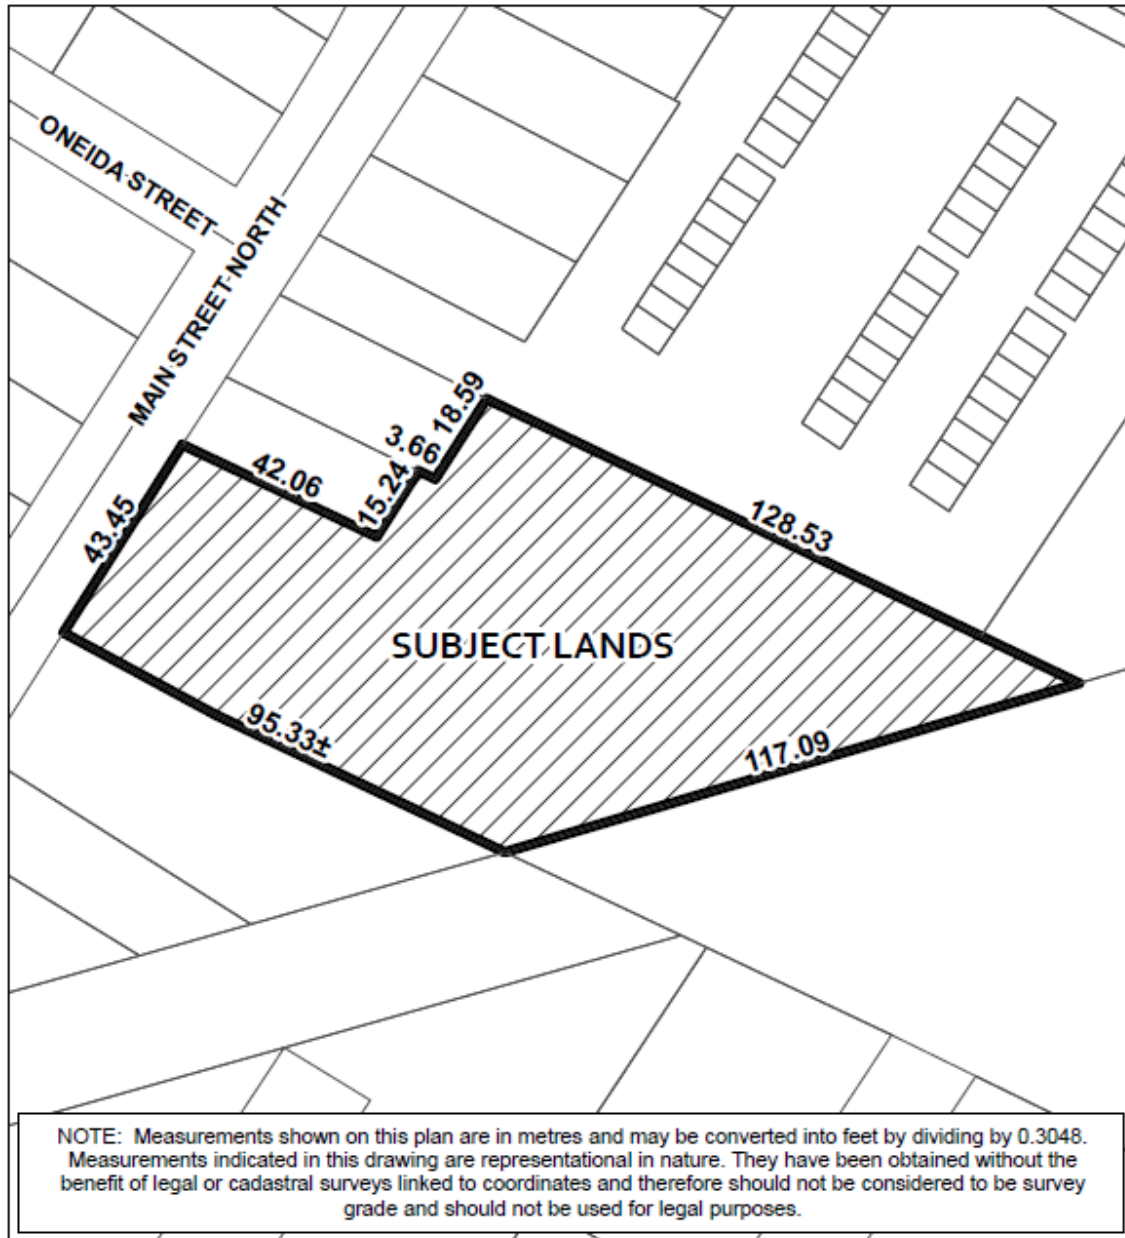 ONEIDA STREET
MAIN STREET NORTH
18.59
3.66
15.24
42.06
43.45
128.53
SUBJECT LANDS
95.33±
117.09
NOTE: Measurements shown on this plan are in metres and may be converted into feet by dividing by 0.3048.
Measurements indicated in this drawing are representational in nature. They have been obtained without the
benefit of legal or cadastral surveys linked to coordinates and therefore should not be considered to be survey
grade and should not be used for legal purposes.